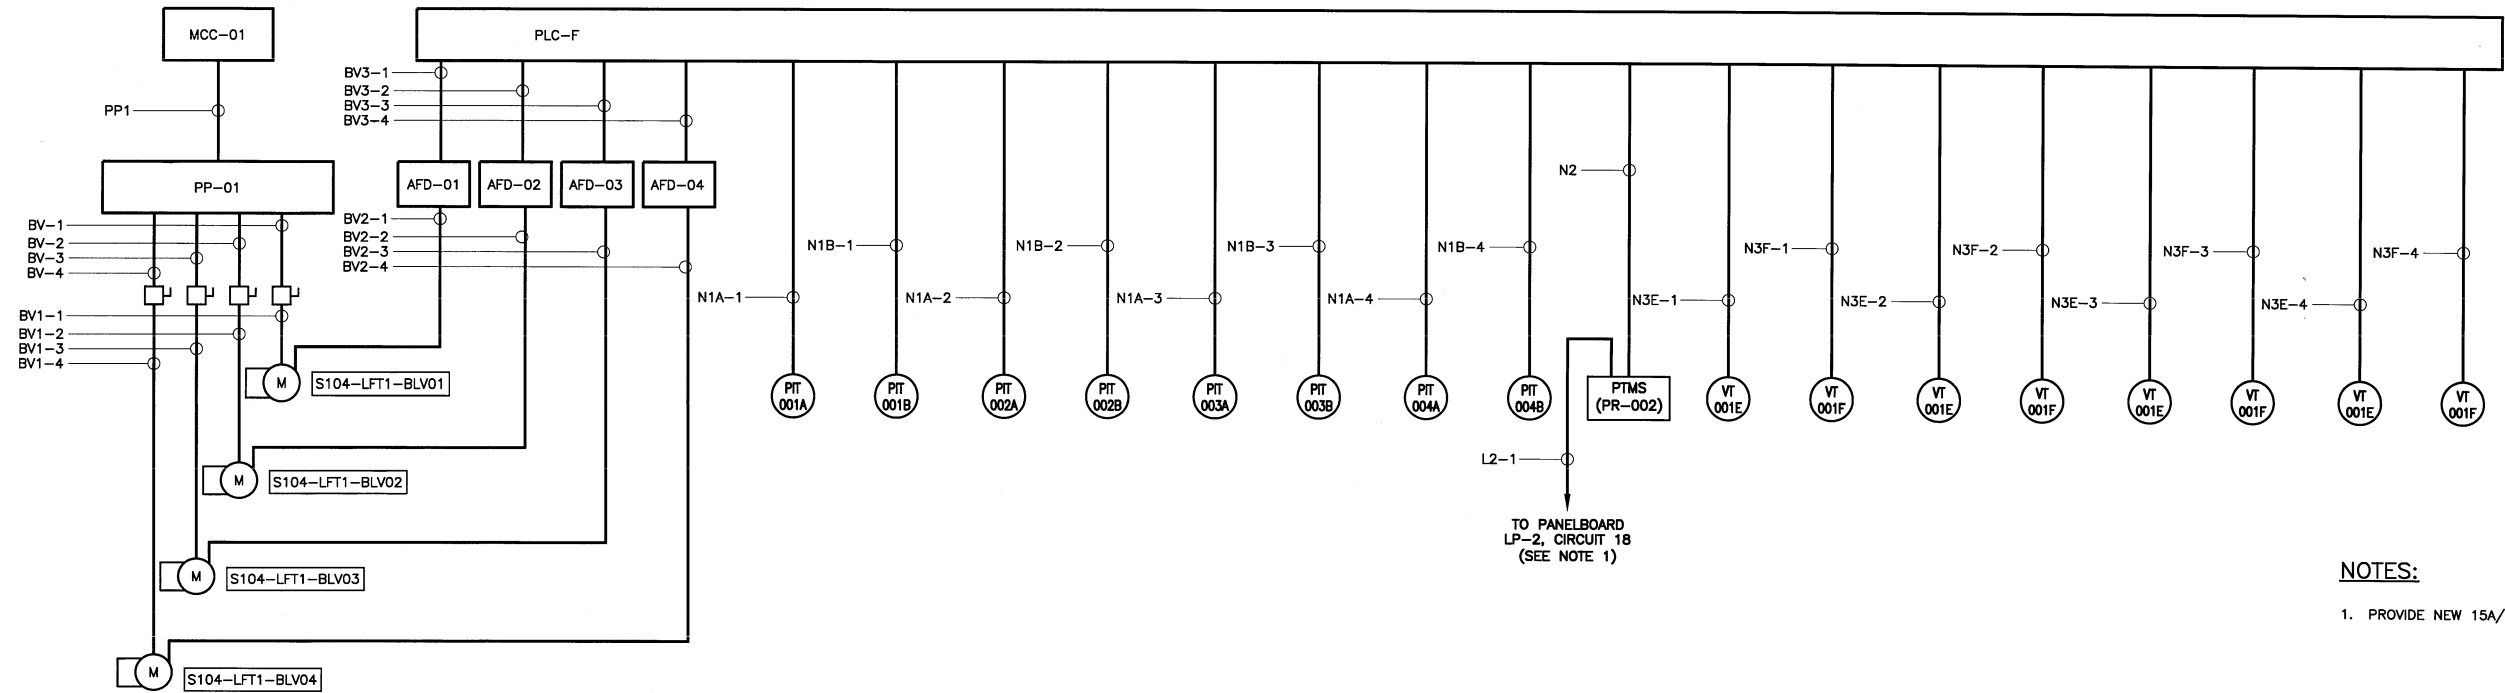 MCC-01
PLC-F
BV3-1
BV3-2
BV3-3
BV3-4
PP1
PP-01
AFD-01
AFD-02
AFD-03
AFD-04
N2
BV-1
BV-2
BV-3
BV-4
BV2-1
BV2-2
BV2-3
BV2-4
N1B-1
N1B-2
N1B-3
N1B-4
N3F-1
N3F-2
N3F-3
N3F-4
N1A-1
N1A-2
N1A-3
N1A-4
N3E-1
N3E-2
N3E-3
N3E-4
BV1-1
BV1-2
BV1-3
BV1-4
M
S104-LFT1-BLV01
PIT
001A
PIT
001B
PIT
002A
PIT
002B
PIT
003A
PIT
003B
PIT
004A
PIT
004B
PTMS
(PR-002)
VT
001E
VT
001F
VT
001E
VT
001F
VT
001E
VT
001F
VT
001E
VT
001F
L2-1
M
S104-LFT1-BLV02
TO PANELBOARD
LP-2, CIRCUIT 18
(SEE NOTE 1)
M
S104-LFT1-BLV03
NOTES:
1. PROVIDE NEW 15A/
M
S104-LFT1-BLV04